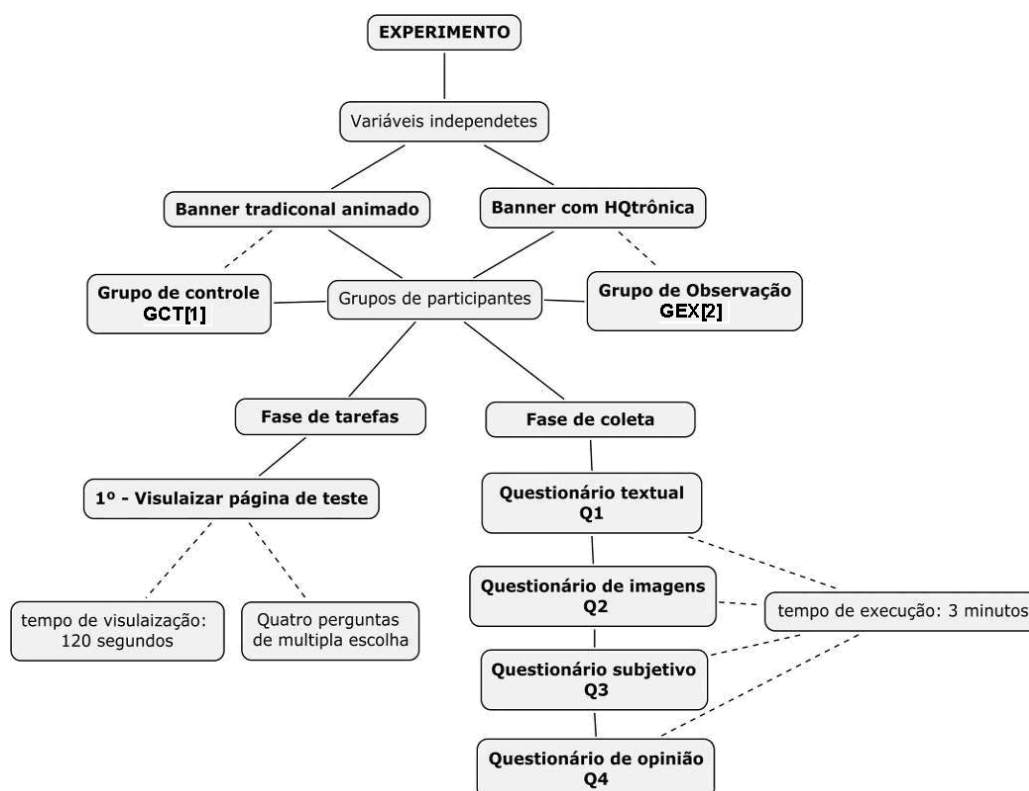 EXPERIMENTO
Variáveis independetes
Banner tradiconal animado
Banner com HQtrônica
Grupo de controle
GCT[1]
Grupos de participantes
Grupo de Observação
GEX[2]
Fase de tarefas
Fase de coleta
1º - Visulaizar página de teste
Questionário textual
Q1
tempo de visulaização:
120 segundos
Quatro perguntas
de multipla escolha
Questionário de imagens
Q2
tempo de execução: 3 minutos
Questionário subjetivo
Q3
Questionário de opinião
Q4